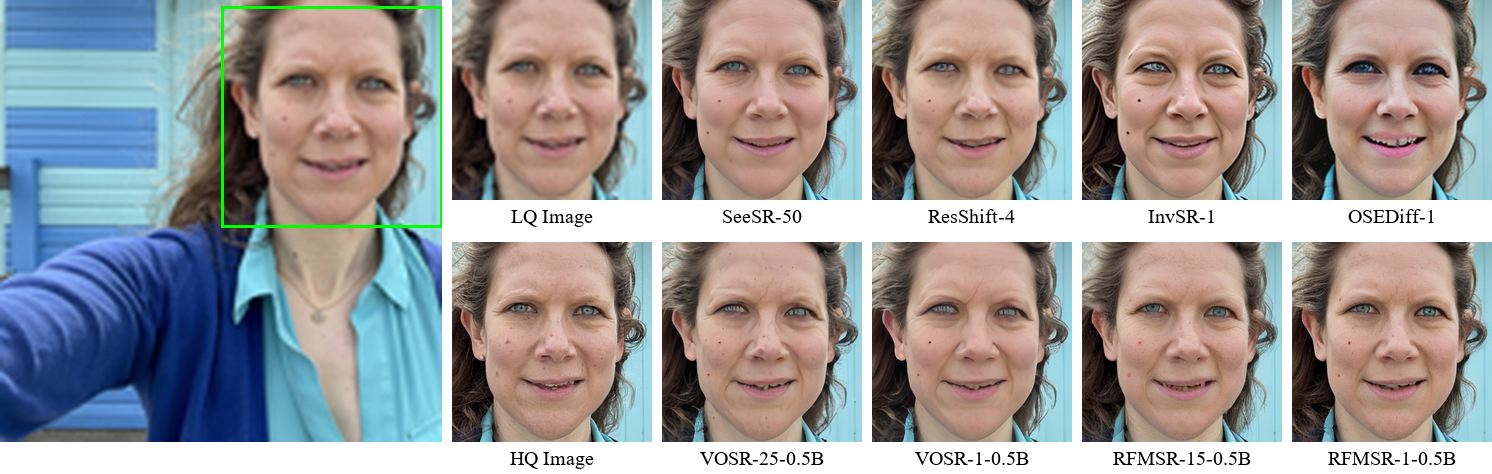 LQ Image
SeeSR-50
ResShift-4
InvSR-1
OSEDiff-1
HQ Image
VOSR-25-0.5B
VOSR-1-0.5B
RFMSR-15-0.5B
RFMSR-1-0.5B